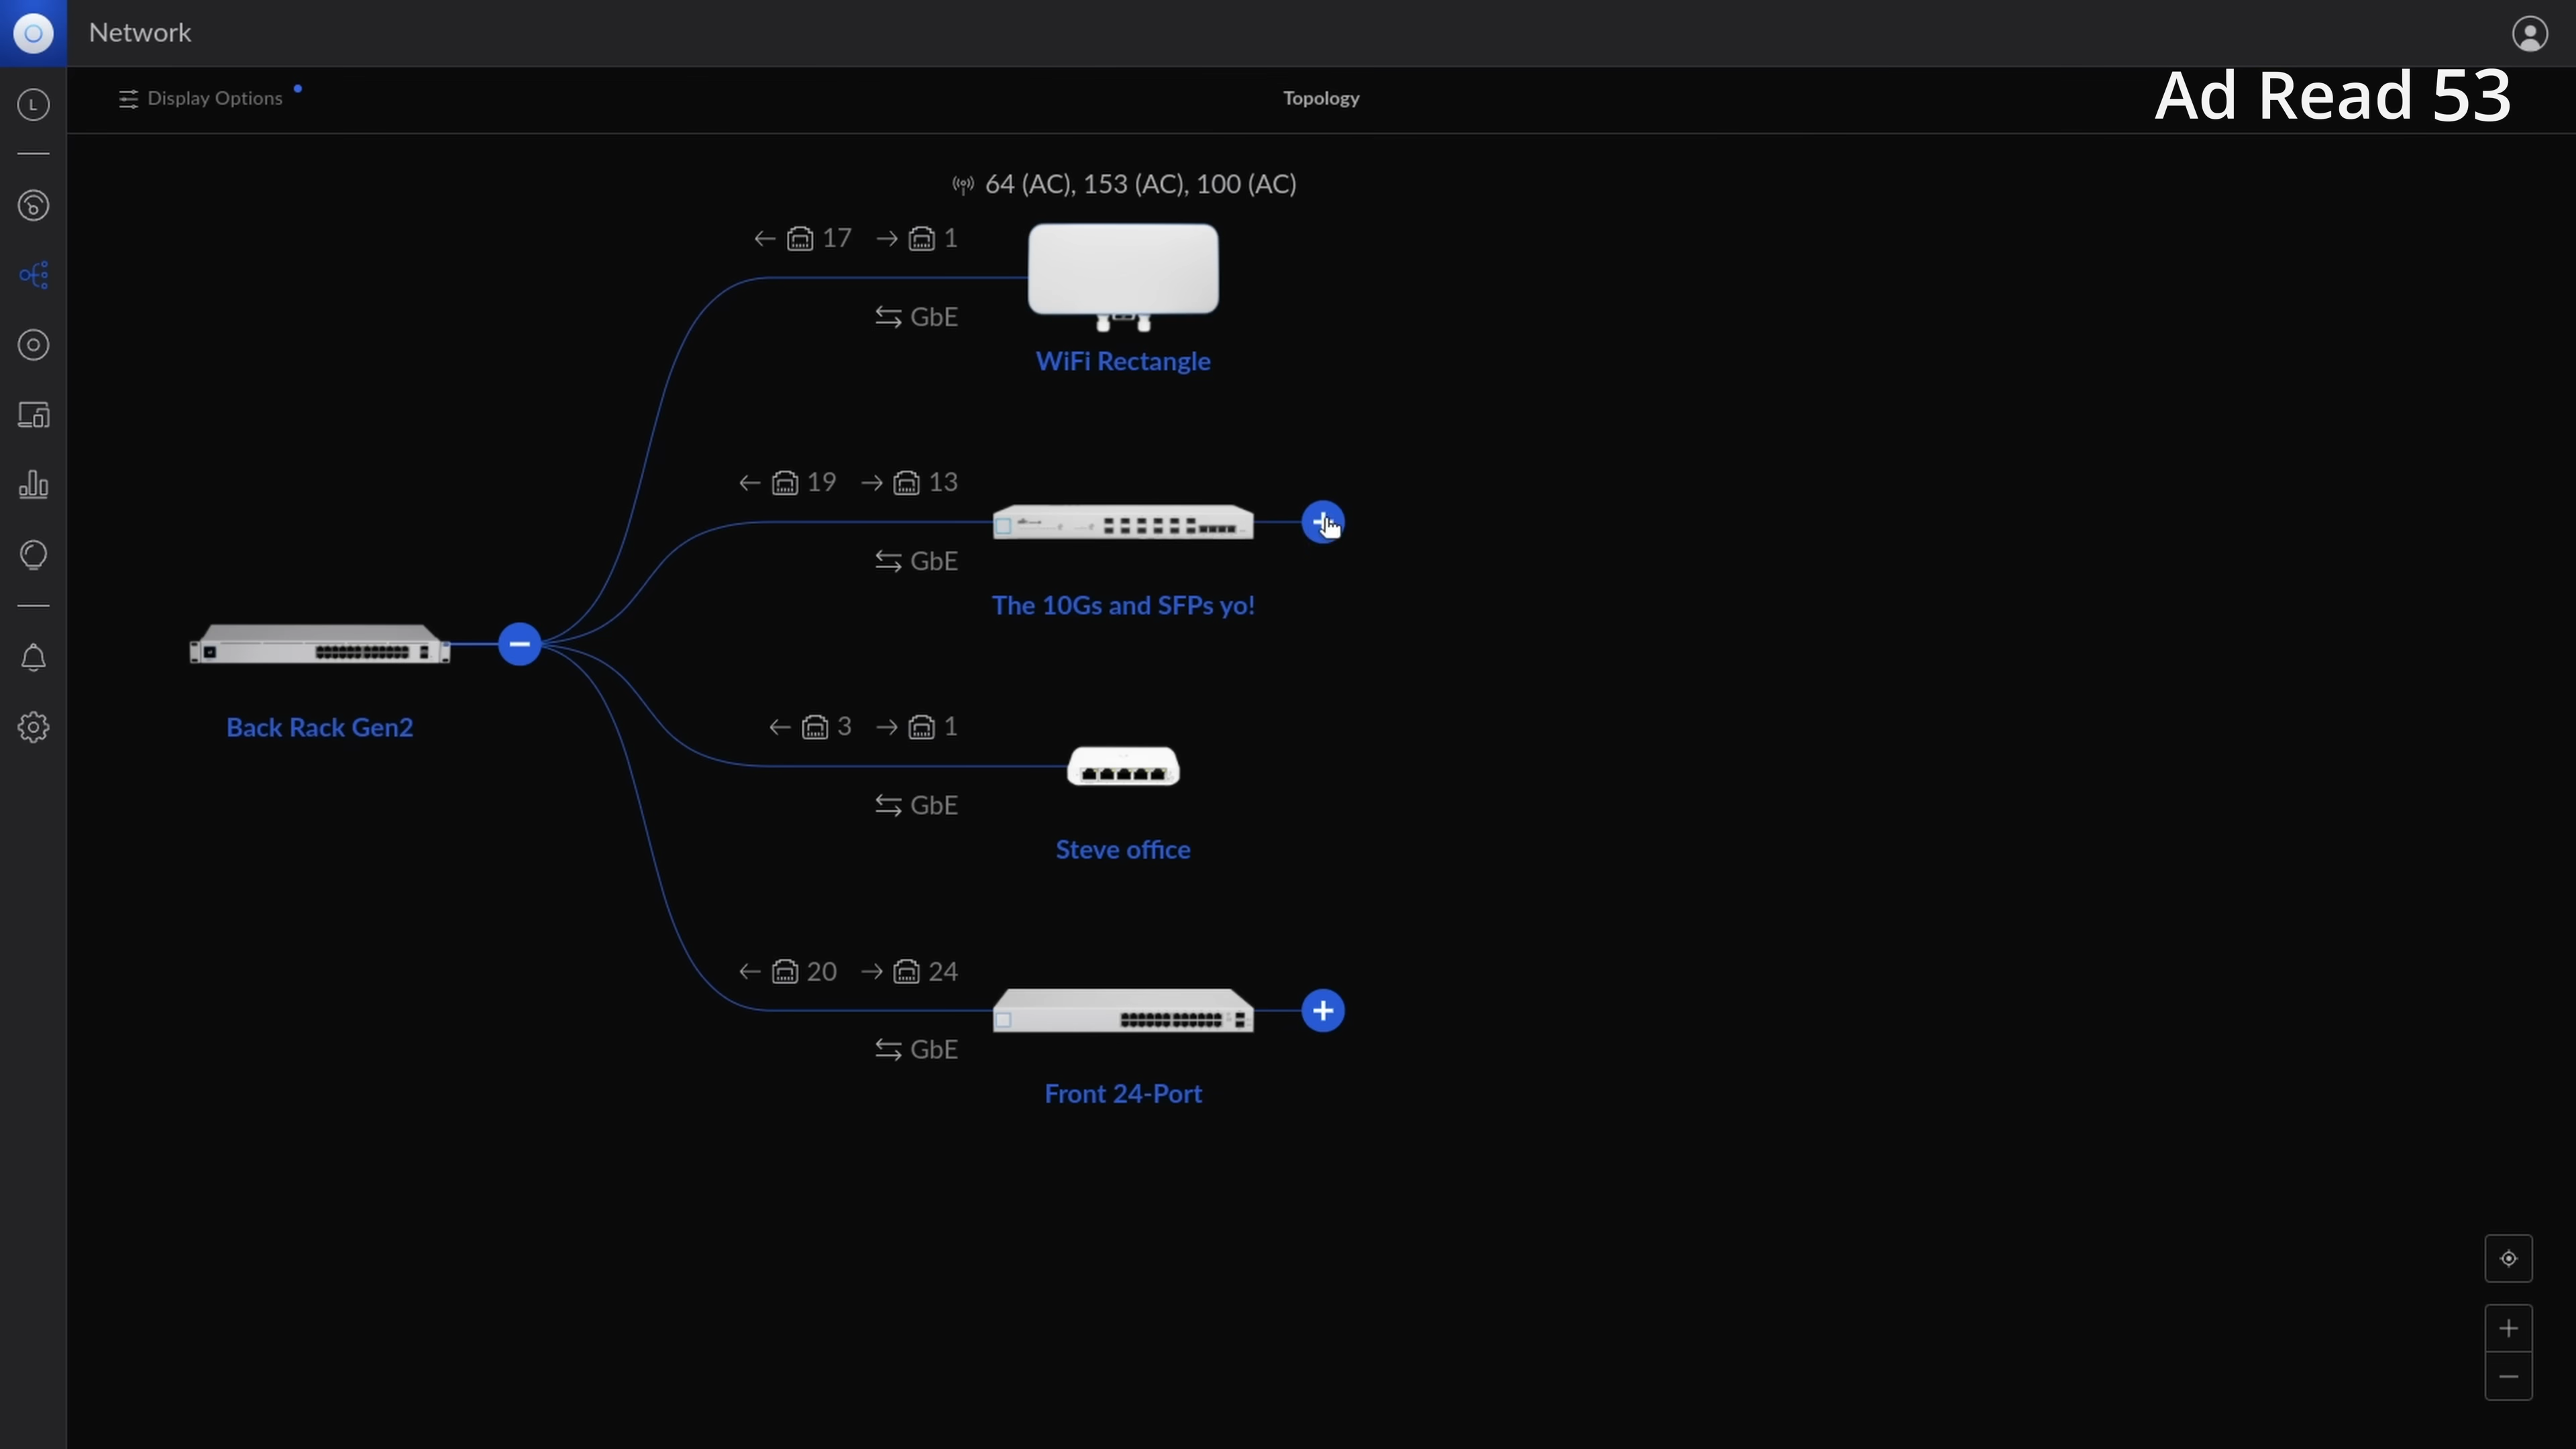 Network
L
Display Options
Topology
Ad Read 53
64 (AC), 153 (AC), 100 (AC)
← 17 → 1
GbE
WiFi Rectangle
← 19 → 13
GbE
The 10Gs and SFPs yo!
Back Rack Gen2
← 3 → 1
GbE
Steve office
← 20 → 24
GbE
Front 24-Port